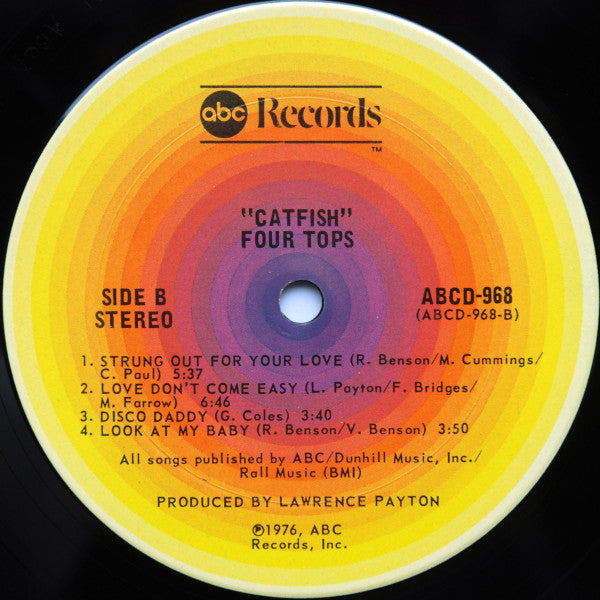 abc Records
TM
"CATFISH"
FOUR TOPS
SIDE B
STEREO
ABCD-968
(ABCD-968-B)
1. STRUNG OUT FOR YOUR LOVE (R. Benson/M. Cummings/
C. Paul) 5:37
2. LOVE DON'T COME EASY (L. Payton/F. Bridges/
M. Farrow) 6:46
3. DISCO DADDY (G. Coles) 3:40
4. LOOK AT MY BABY (R. Benson/V. Benson) 3:50
All songs published by ABC/Dunhill Music, Inc./
Rall Music (BMI)
PRODUCED BY LAWRENCE PAYTON
℗1976, ABC
Records, Inc.